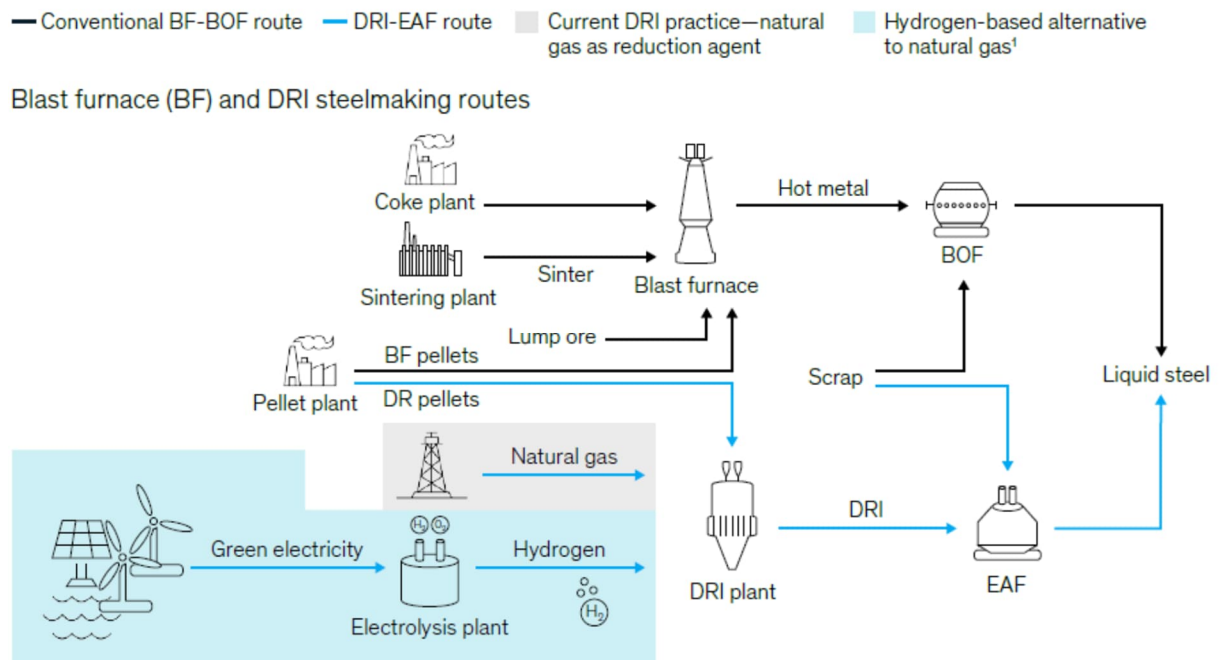 Conventional BF-BOF route
DRI-EAF route
Current DRI practice—natural
gas as reduction agent
Hydrogen-based alternative
to natural gas¹
Blast furnace (BF) and DRI steelmaking routes
Coke plant
Hot metal
BOF
Sintering plant
Sinter
Blast furnace
Lump ore
BF pellets
Pellet plant
DR pellets
Scrap
Liquid steel
Natural gas
H₂
O₂
Green electricity
Hydrogen
DRI
H₂
Electrolysis plant
DRI plant
EAF